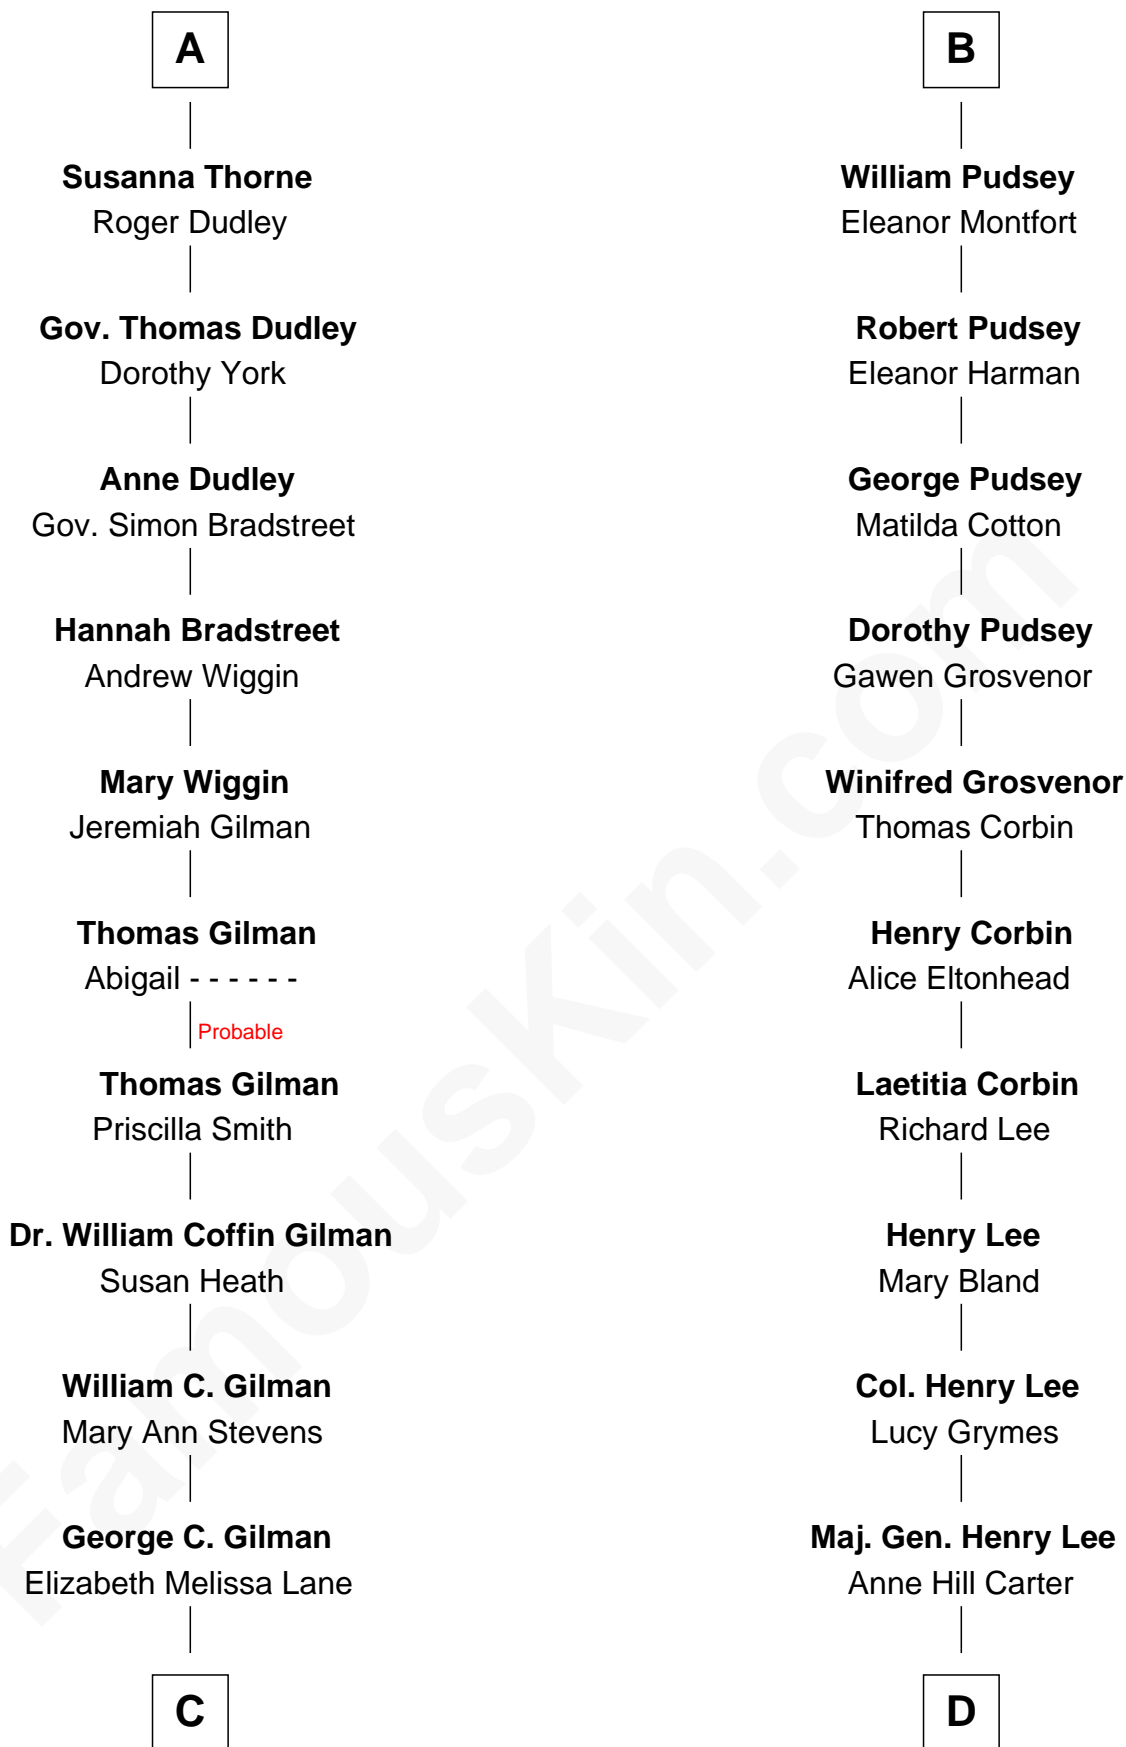 A
Susanna Thorne
Roger Dudley
Gov. Thomas Dudley
Dorothy York
Anne Dudley
Gov. Simon Bradstreet
Hannah Bradstreet
Andrew Wiggin
Mary Wiggin
Jeremiah Gilman
Thomas Gilman
Abigail - - - - - -
Probable
Thomas Gilman
Priscilla Smith
Dr. William Coffin Gilman
Susan Heath
William C. Gilman
Mary Ann Stevens
George C. Gilman
Elizabeth Melissa Lane
C
B
William Pudsey
Eleanor Montfort
Robert Pudsey
Eleanor Harman
George Pudsey
Matilda Cotton
Dorothy Pudsey
Gawen Grosvenor
Winifred Grosvenor
Thomas Corbin
Henry Corbin
Alice Eltonhead
Laetitia Corbin
Richard Lee
Henry Lee
Mary Bland
Col. Henry Lee
Lucy Grymes
Maj. Gen. Henry Lee
Anne Hill Carter
D
FamousKin.com